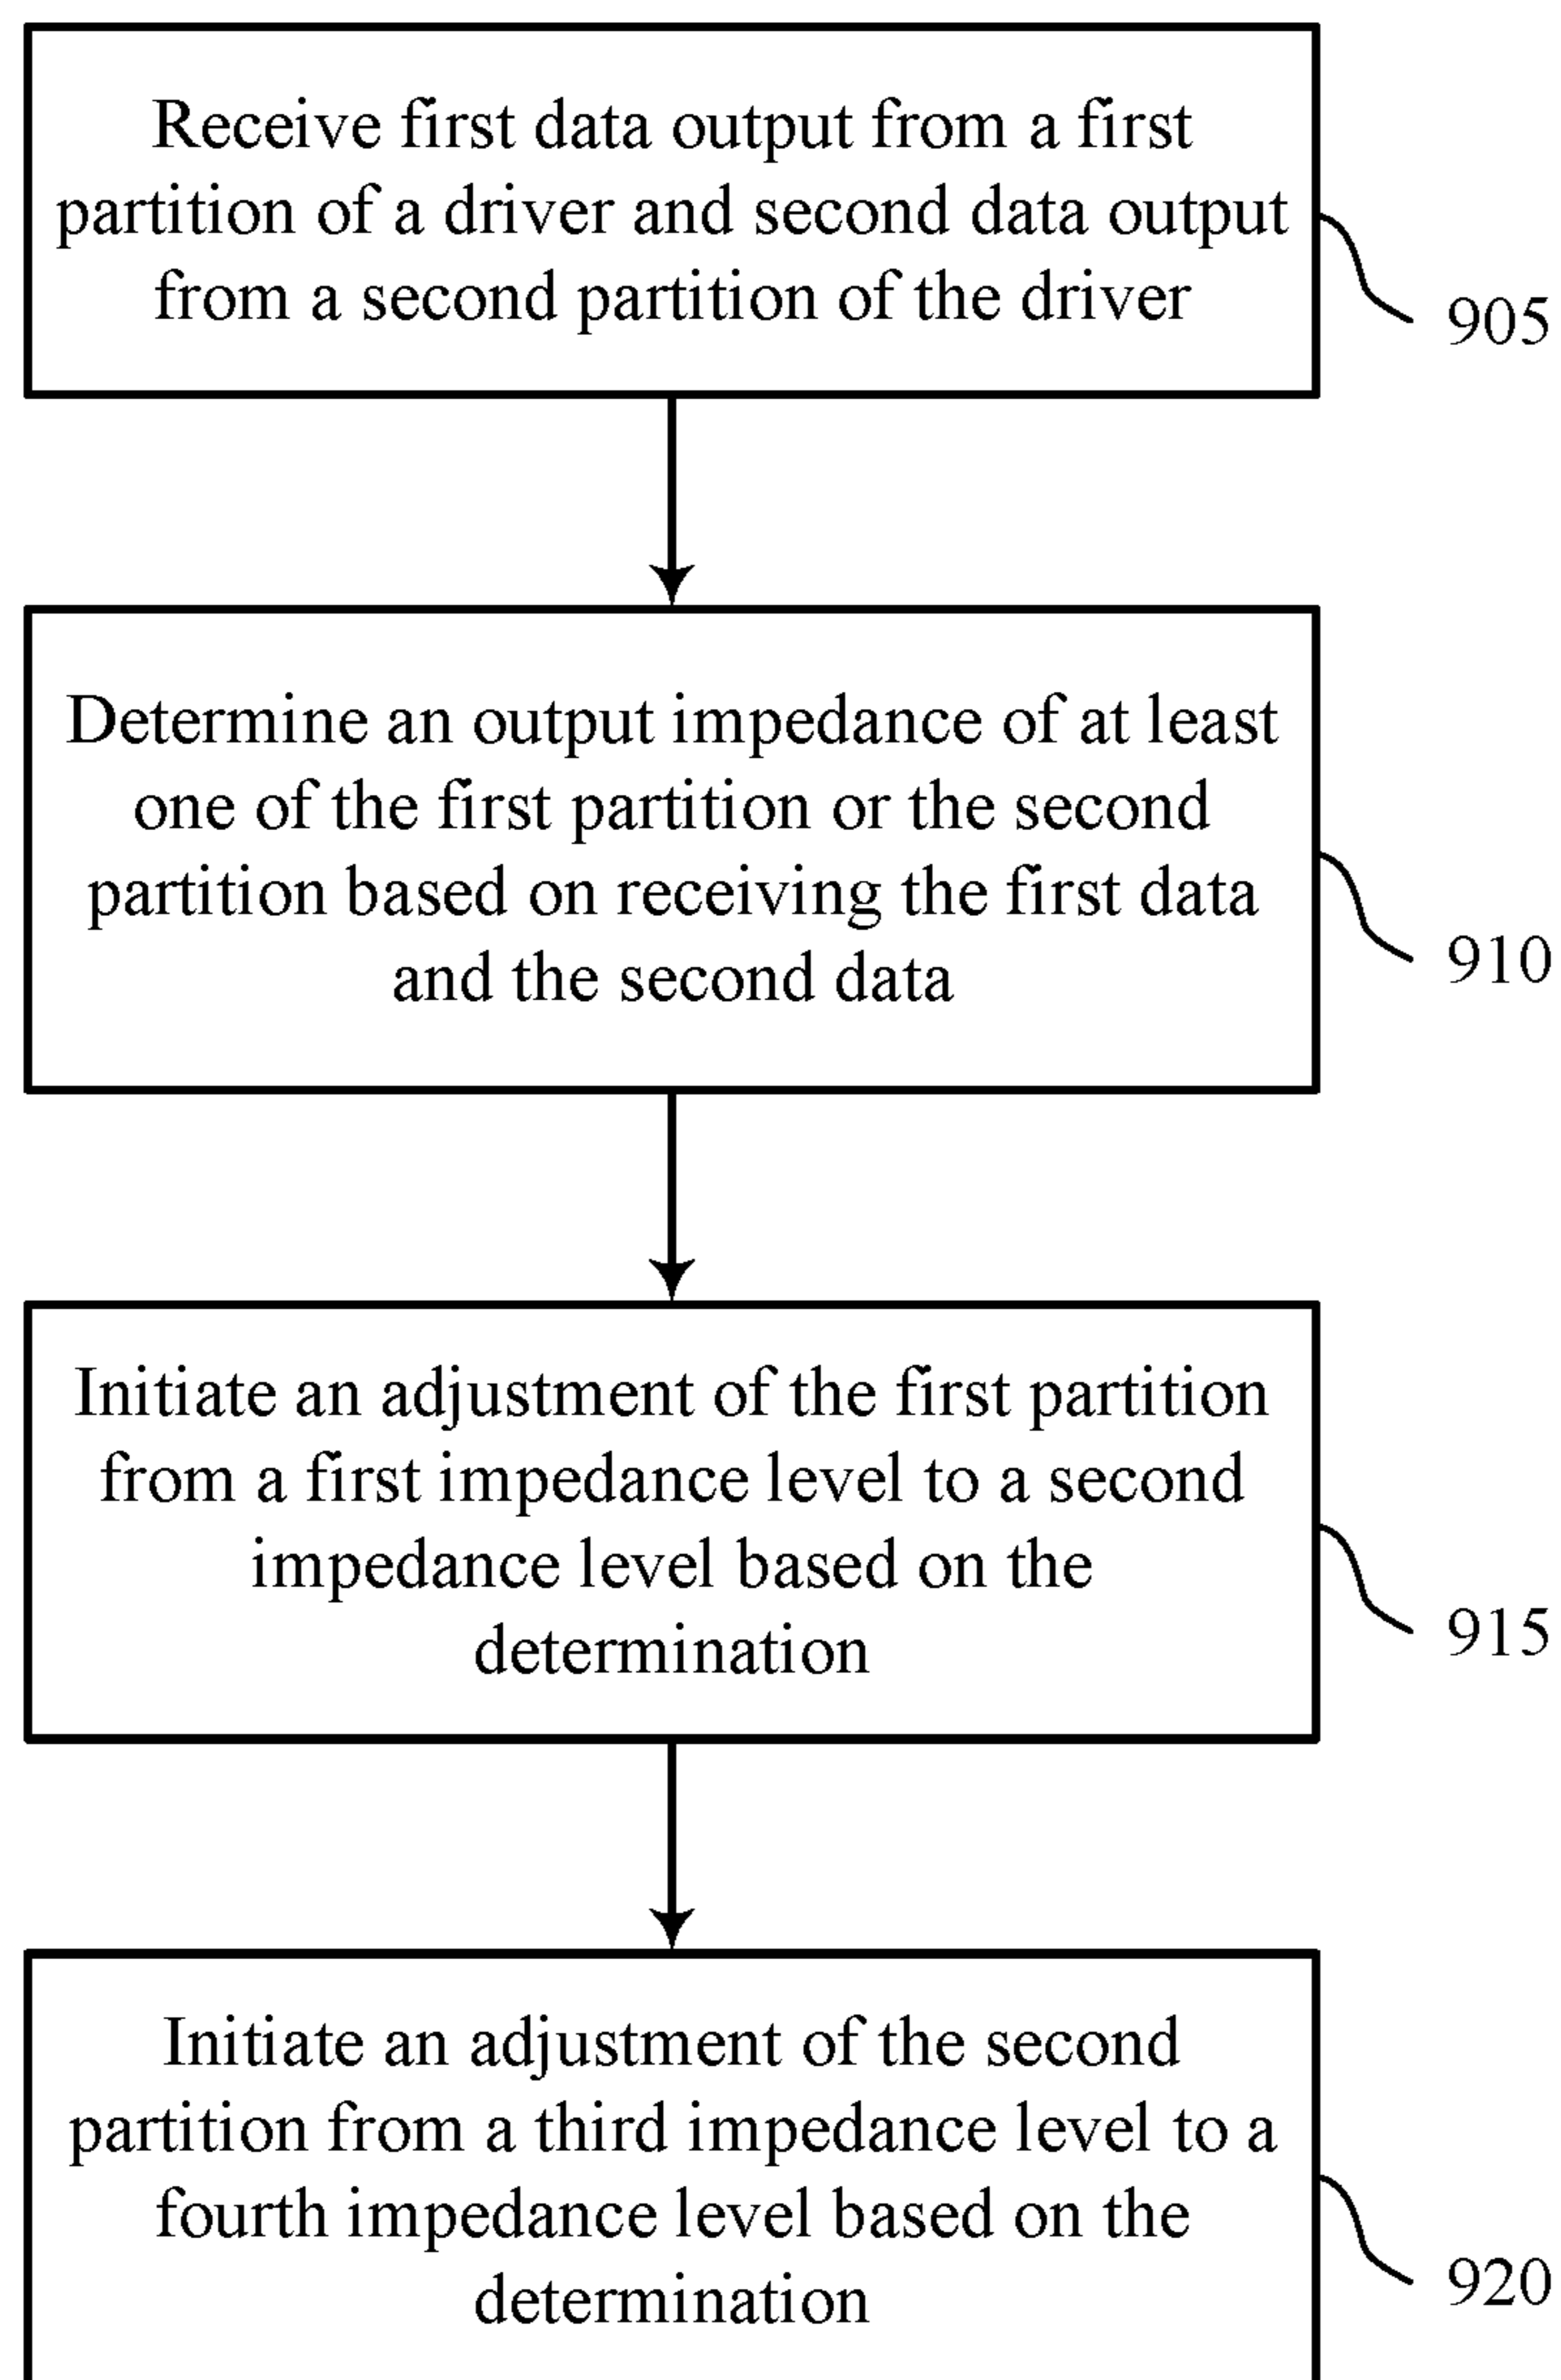 Receive first data output from a first
partition of a driver and second data output
from a second partition of the driver
905
Determine an output impedance of at least
one of the first partition or the second
partition based on receiving the first data
and the second data
910
Initiate an adjustment of the first partition
from a first impedance level to a second
impedance level based on the
determination
915
Initiate an adjustment of the second
partition from a third impedance level to a
fourth impedance level based on the
determination
920